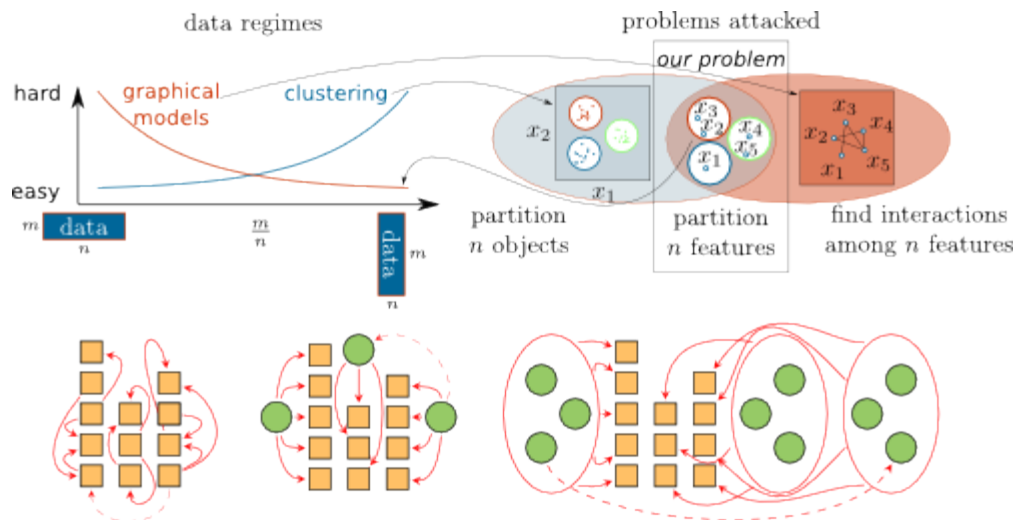 data regimes
problems attacked
our problem
hard
graphical
models
clustering
easy
m
data
n
m
n
data
m
n
x2
x1
x3
x2
x4
x5
x1
x3
x2
x4
x1
x5
partition
n objects
partition
n features
find interactions
among n features